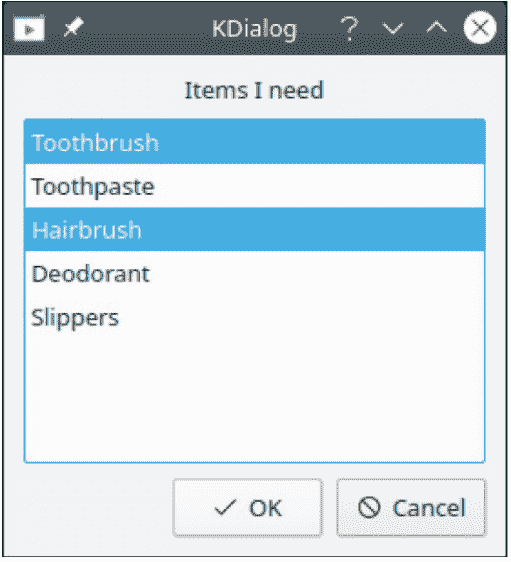 KDialog
Items I need
Toothbrush
Toothpaste
Hairbrush
Deodorant
Slippers
OK
Cancel